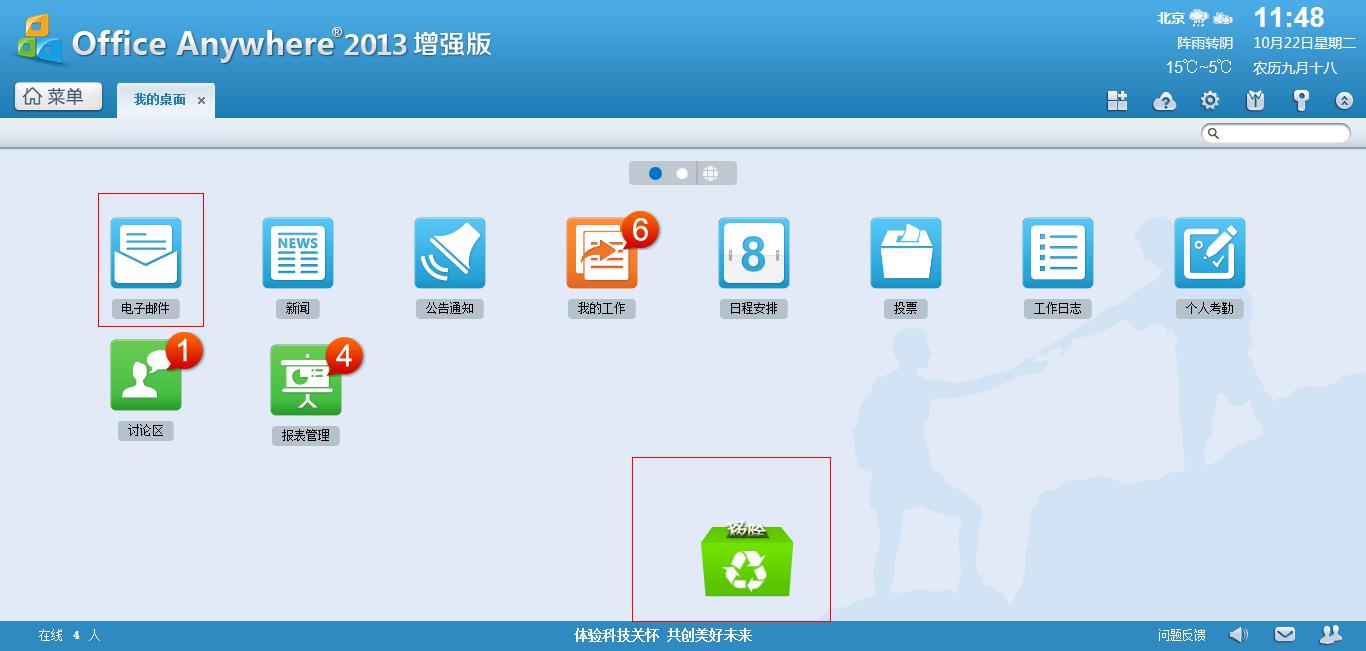 Office Anywhere® 2013 增强版
北京
11:48
阵雨转阴
10月22日星期二
15℃~5℃
农历九月十八
菜单
我的桌面
NEWS
6
8
电子邮件
新闻
公告通知
我的工作
日程安排
投票
工作日志
个人考勤
1
4
讨论区
报表管理
移除
在线 4 人
体验科技关怀 共创美好未来
问题反馈